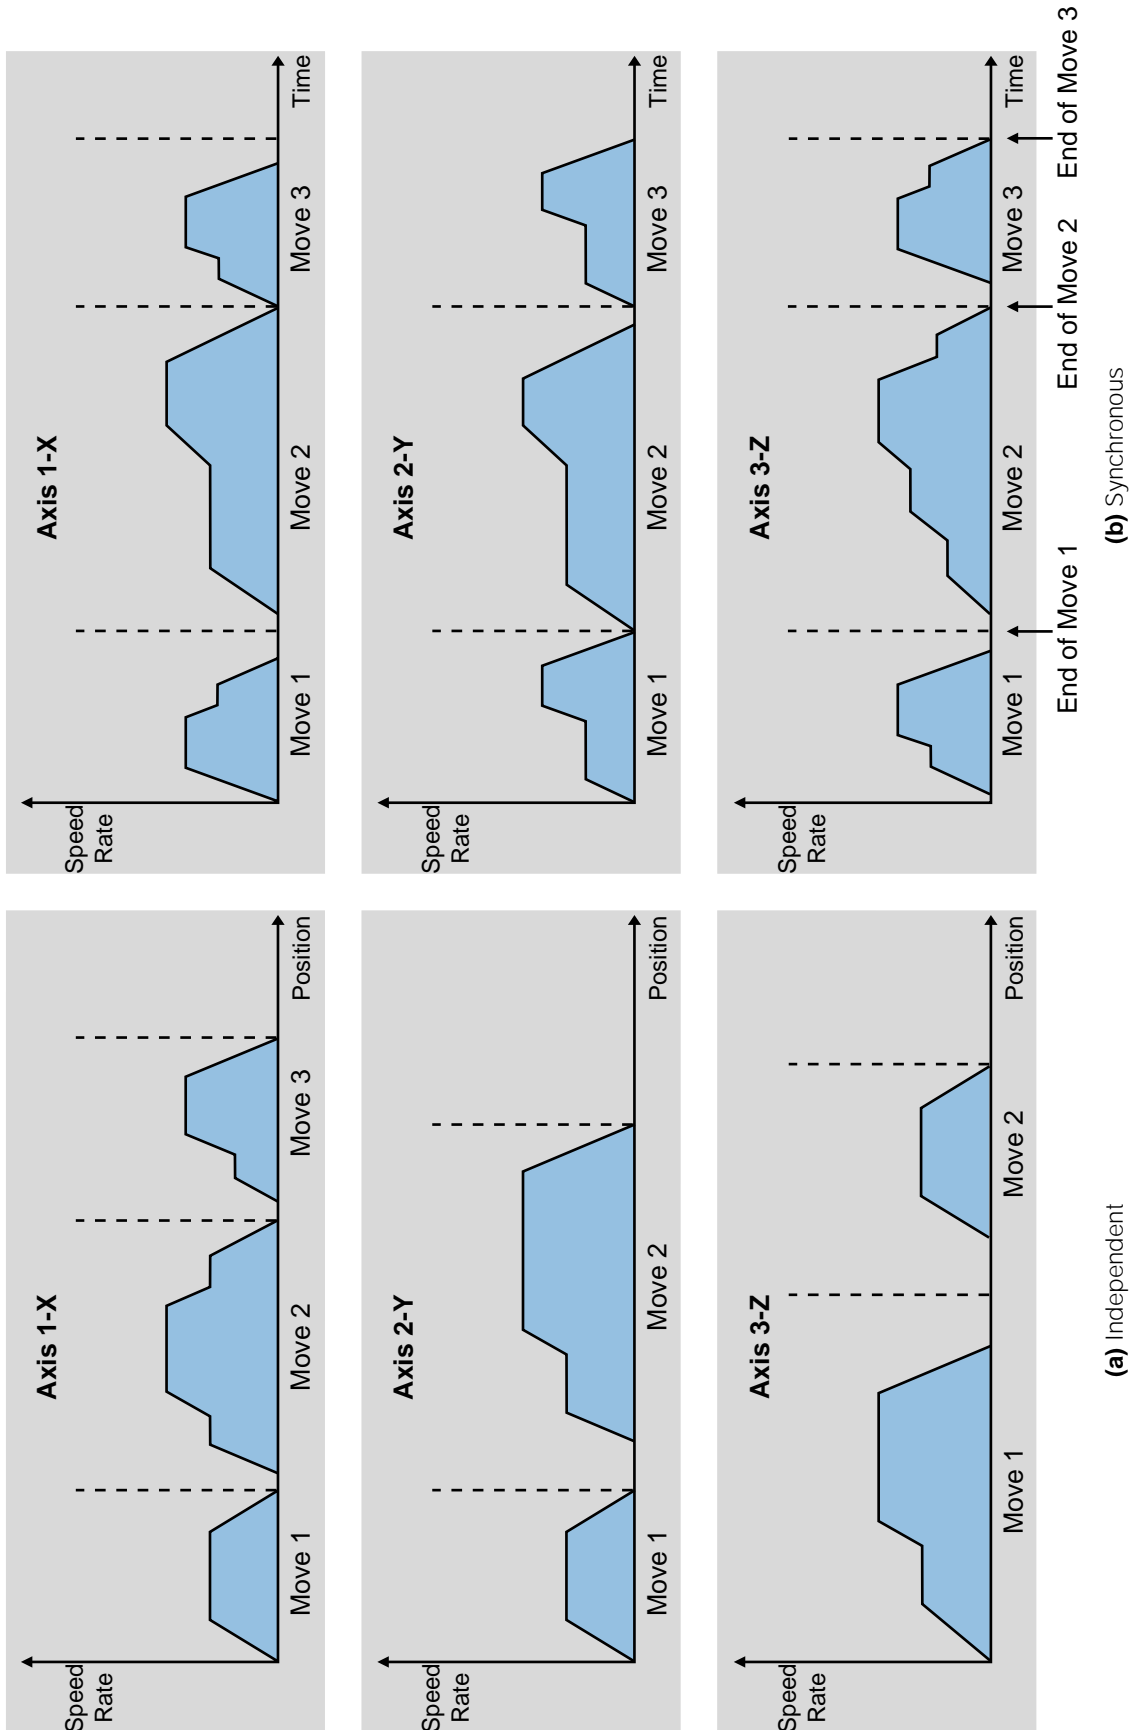 Axis 1-X
Speed
Rate
Move 1
Move 2
Move 3
Position
Axis 2-Y
Speed
Rate
Move 1
Move 2
Position
Axis 3-Z
Speed
Rate
Move 1
Move 2
Position
(a) Independent
Axis 1-X
Speed
Rate
Move 1
Move 2
Move 3
Time
Axis 2-Y
Speed
Rate
Move 1
Move 2
Move 3
Time
Axis 3-Z
Speed
Rate
Move 1
Move 2
Move 3
Time
End of Move 1
End of Move 2
End of Move 3
(b) Synchronous